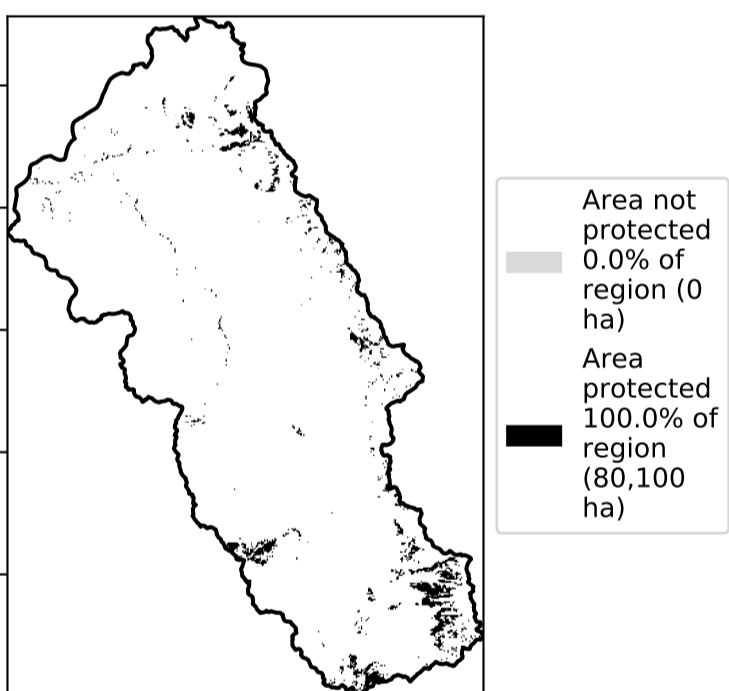 Area not
protected
0.0% of
region (0
ha)
Area
protected
100.0% of
region
(80,100
ha)